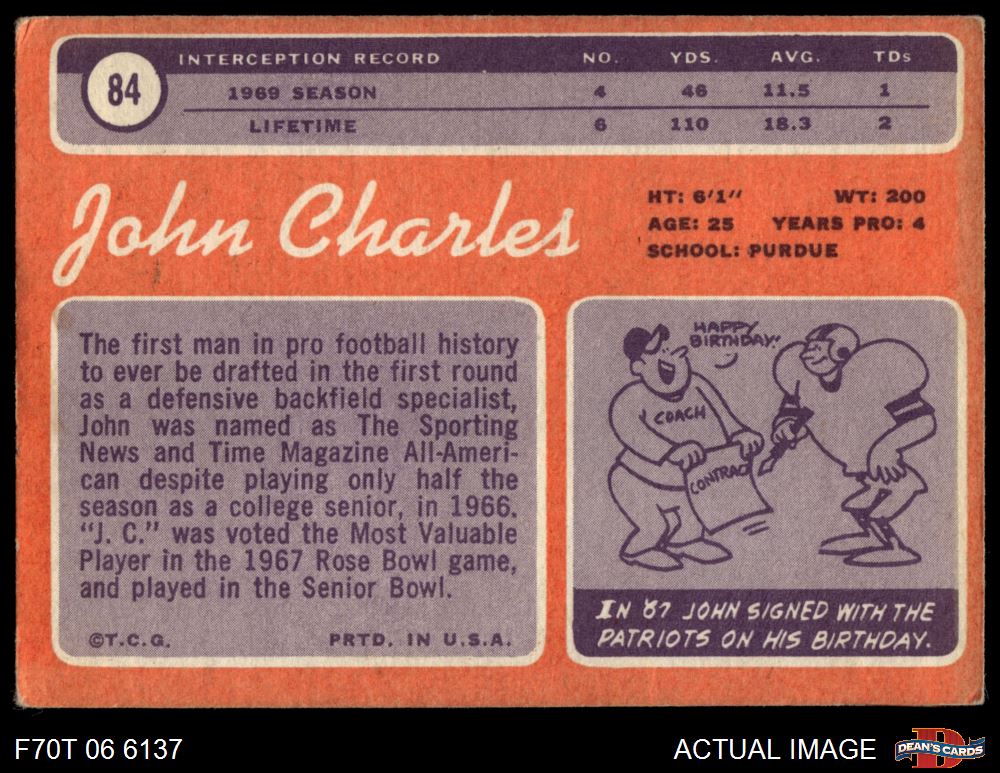 84
INTERCEPTION RECORD NO. YDS. AVG. TDs
1969 SEASON 4 46 11.5 1
LIFETIME 6 110 18.3 2
John Charles
HT: 6'1" WT: 200
AGE: 25 YEARS PRO: 4
SCHOOL: PURDUE
The first man in pro football history
to ever be drafted in the first round
as a defensive backfield specialist,
John was named as The Sporting
News and Time Magazine All-Ameri-
can despite playing only half the
season as a college senior, in 1966.
"J. C." was voted the Most Valuable
Player in the 1967 Rose Bowl game,
and played in the Senior Bowl.
©T.C.G. PRTD. IN U.S.A.
HAPPY
BIRTHDAY!
COACH
CONTRAC
IN '67 JOHN SIGNED WITH THE
PATRIOTS ON HIS BIRTHDAY.
F70T 06 6137
ACTUAL IMAGE
D
DEAN'S CARDS